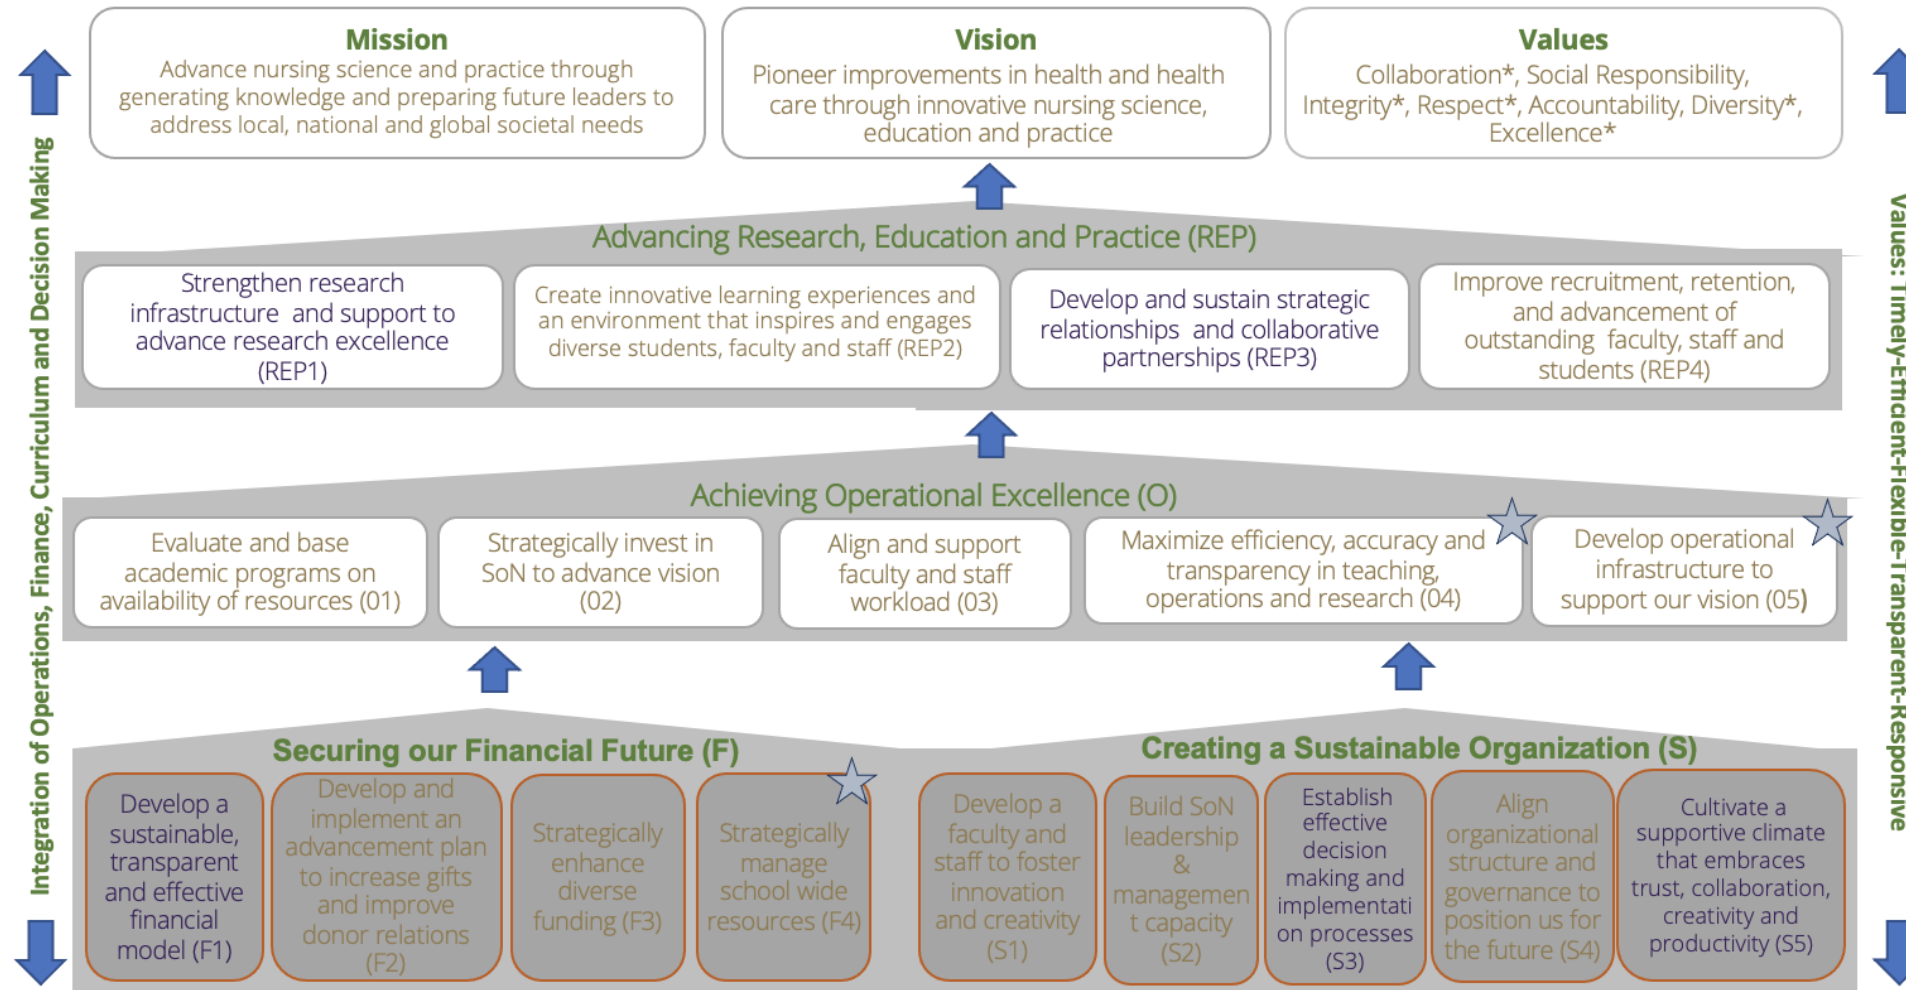 Mission
Advance nursing science and practice through
generating knowledge and preparing future leaders to
address local, national and global societal needs
Vision
Pioneer improvements in health and health
care through innovative nursing science,
education and practice
Values
Collaboration*, Social Responsibility,
Integrity*, Respect*, Accountability, Diversity*,
Excellence*
Integration of Operations, Finance, Curriculum and Decision Making
Values: Timely-Efficient-Flexible-Transparent-Responsive
Advancing Research, Education and Practice (REP)
Strengthen research
infrastructure and support to
advance research excellence
(REP1)
Create innovative learning experiences and
an environment that inspires and engages
diverse students, faculty and staff (REP2)
Develop and sustain strategic
relationships and collaborative
partnerships (REP3)
Improve recruitment, retention,
and advancement of
outstanding faculty, staff and
students (REP4)
Achieving Operational Excellence (O)
Evaluate and base
academic programs on
availability of resources (01)
Strategically invest in
SoN to advance vision
(02)
Align and support
faculty and staff
workload (03)
Maximize efficiency, accuracy and
transparency in teaching,
operations and research (04)
Develop operational
infrastructure to
support our vision (05)
Securing our Financial Future (F)
Develop a
sustainable,
transparent
and effective
financial
model (F1)
Develop and
implement an
advancement plan
to increase gifts
and improve
donor relations
(F2)
Strategically
enhance
diverse
funding (F3)
Strategically
manage
school wide
resources (F4)
Creating a Sustainable Organization (S)
Develop a
faculty and
staff to foster
innovation
and creativity
(S1)
Build SoN
leadership
&
managemen
t capacity
(S2)
Establish
effective
decision
making and
implementati
on processes
(S3)
Align
organizational
structure and
governance to
position us for
the future (S4)
Cultivate a
supportive climate
that embraces
trust, collaboration,
creativity and
productivity (S5)